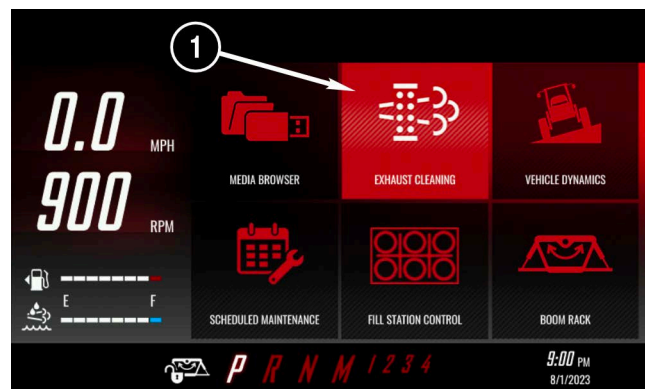 1
0.0 MPH
900 RPM
E F
MEDIA BROWSER
EXHAUST CLEANING
VEHICLE DYNAMICS
SCHEDULED MAINTENANCE
FILL STATION CONTROL
BOOM RACK
P R N M 1 2 3 4
9:00 PM
8/1/2023